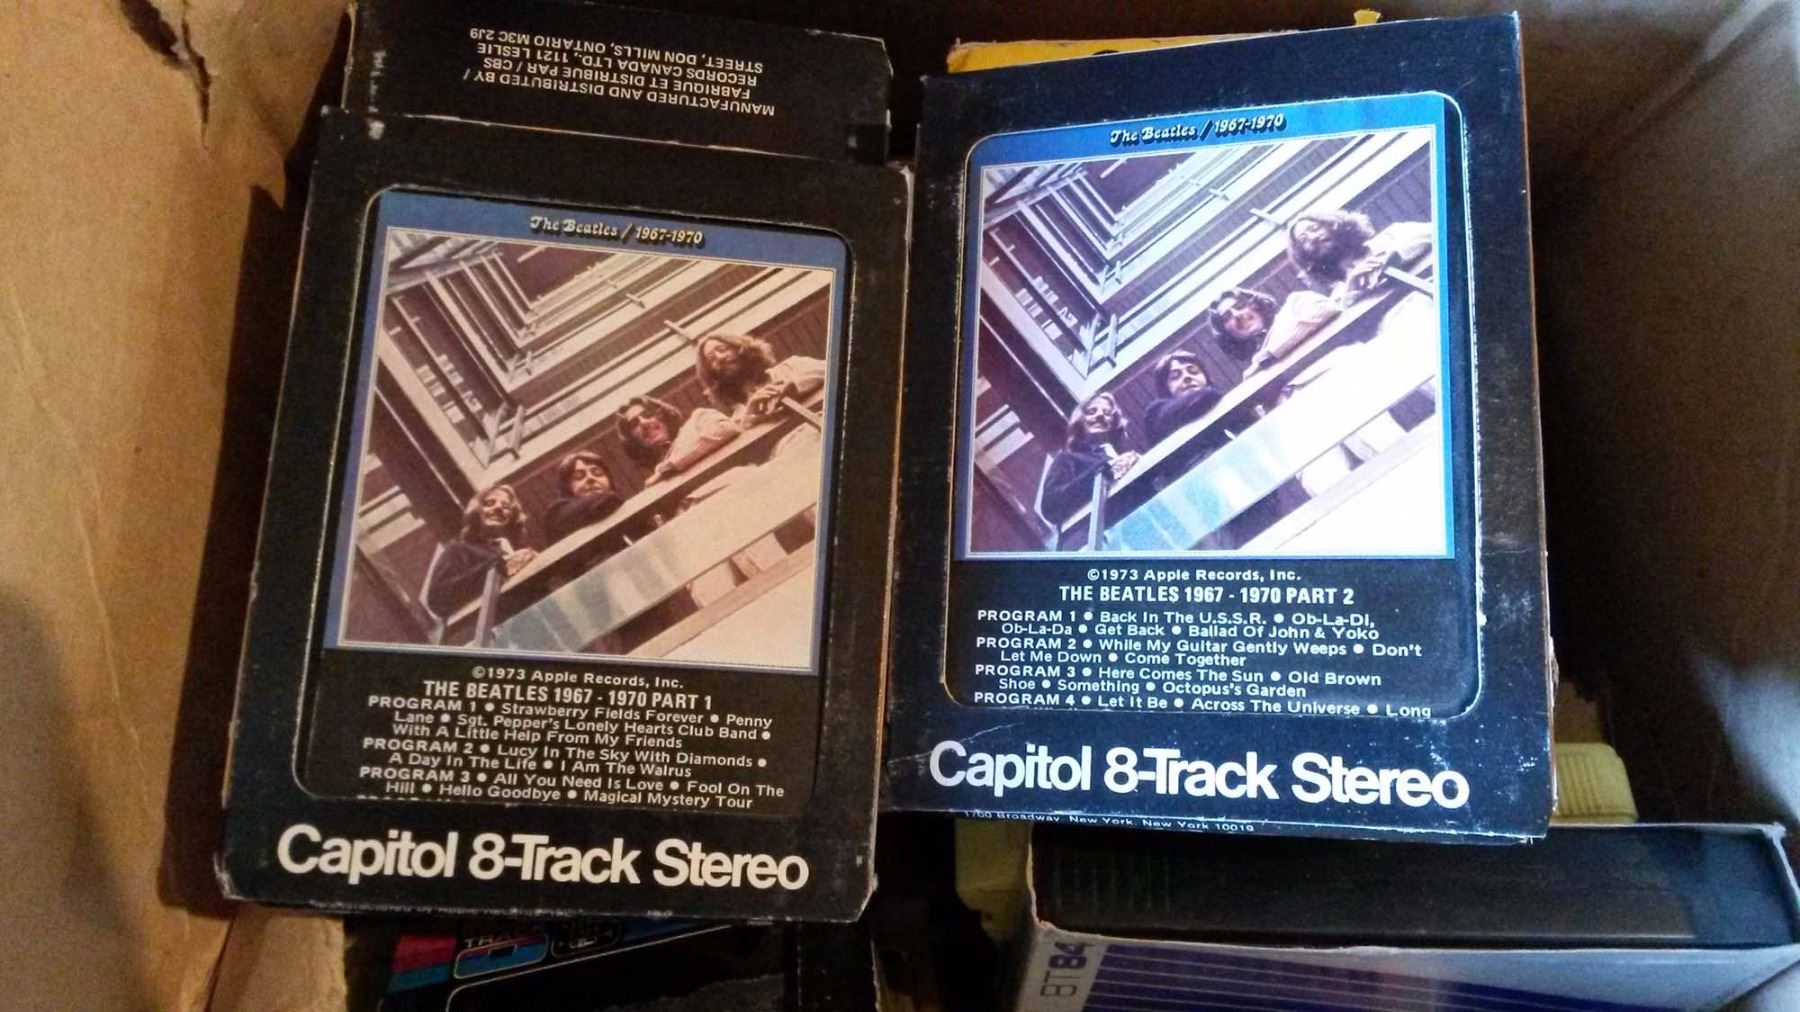 MANUFACTURED AND DISTRIBUTED BY /
FABRIQUE ET DISTRIBUE PAR / CBS
RECORDS CANADA LTD., 1121 LESLIE
STREET, DON MILLS, ONTARIO M3C 2J9
The Beatles / 1967-1970
©1973 Apple Records, Inc.
THE BEATLES 1967 - 1970 PART 1
PROGRAM 1 ● Strawberry Fields Forever ● Penny
Lane ● Sgt. Pepper's Lonely Hearts Club Band ●
With A Little Help From My Friends
PROGRAM 2 ● Lucy In The Sky With Diamonds ●
A Day In The Life ● I Am The Walrus
PROGRAM 3 ● All You Need Is Love ● Fool On The
Hill ● Hello Goodbye ● Magical Mystery Tour
Capitol 8-Track Stereo
The Beatles / 1967-1970
©1973 Apple Records, Inc.
THE BEATLES 1967 - 1970 PART 2
PROGRAM 1 ● Back In The U.S.S.R. ● Ob-La-Di,
Ob-La-Da ● Get Back ● Ballad Of John & Yoko
PROGRAM 2 ● While My Guitar Gently Weeps ● Don't
Let Me Down ● Come Together
PROGRAM 3 ● Here Comes The Sun ● Old Brown
Shoe ● Something ● Octopus's Garden
PROGRAM 4 ● Let It Be ● Across The Universe ● Long
Capitol 8-Track Stereo
1700 Broadway, New York, New York 10019
8T84